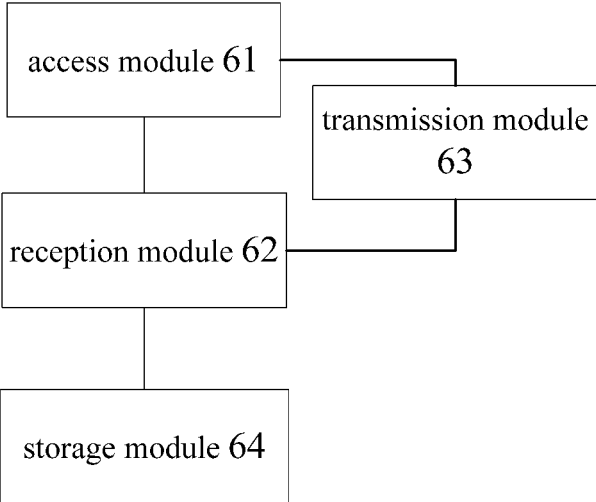 access module 61
transmission module
63
reception module 62
storage module 64